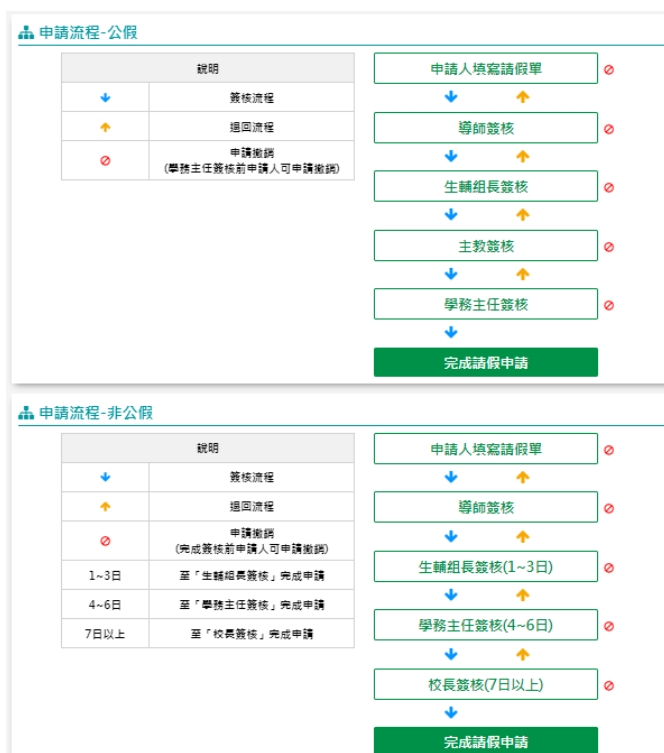 申請流程-公假
說明
簽核流程
退回流程
申請撤銷
(學務主任簽核前申請人可申請撤銷)
申請人填寫請假單
導師簽核
生輔組長簽核
主教簽核
學務主任簽核
完成請假申請
申請流程-非公假
說明
簽核流程
退回流程
申請撤銷
(完成簽核前申請人可申請撤銷)
1~3日 至「生輔組長簽核」完成申請
4~6日 至「學務主任簽核」完成申請
7日以上 至「校長簽核」完成申請
申請人填寫請假單
導師簽核
生輔組長簽核(1~3日)
學務主任簽核(4~6日)
校長簽核(7日以上)
完成請假申請